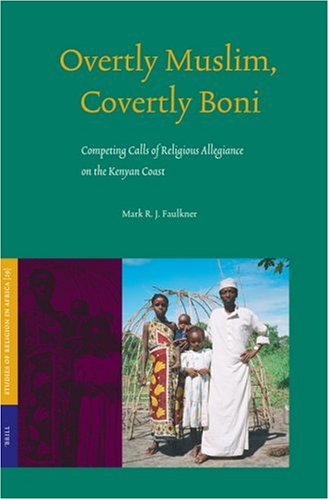 Overtly Muslim,
Covertly Boni
Competing Calls of Religious Allegiance
on the Kenyan Coast
Mark R. J. Faulkner
STUDIES OF RELIGION IN AFRICA [29]
BRILL